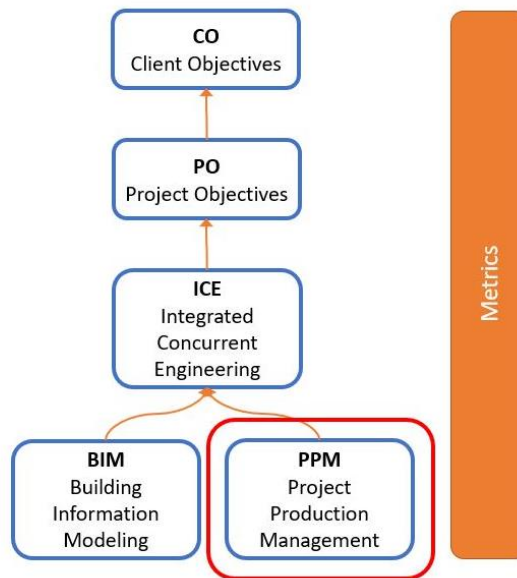 CO
Client Objectives
PO
Project Objectives
ICE
Integrated
Concurrent
Engineering
BIM
Building
Information
Modeling
PPM
Project
Production
Management
Metrics